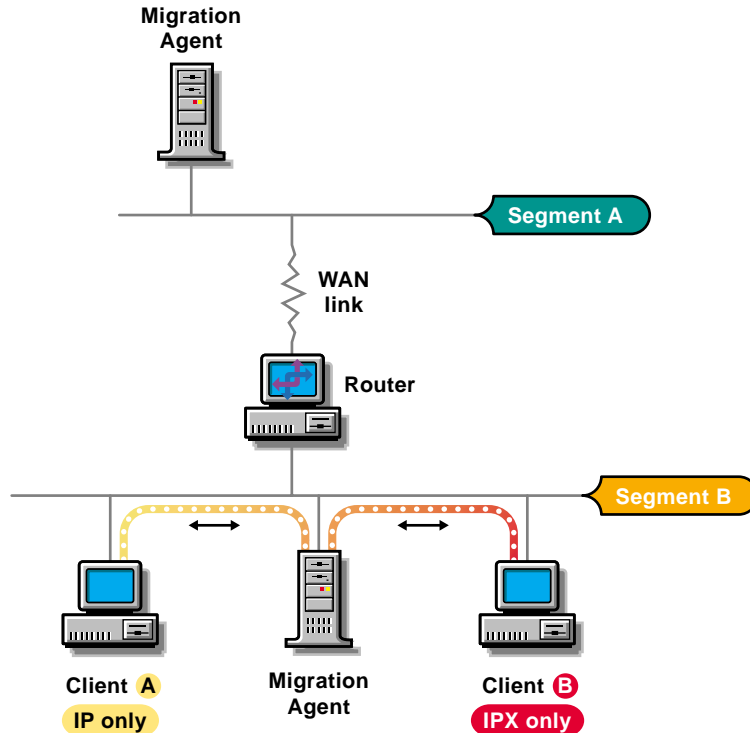 Migration
Agent
Segment A
WAN
link
Router
Segment B
Client A
IP only
Migration
Agent
Client B
IPX only